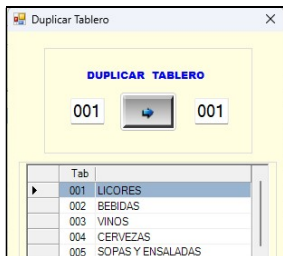 Duplicar Tablero
DUPLICAR TABLERO
001 001
Tab
001 LICORES
002 BEBIDAS
003 VINOS
004 CERVEZAS
005 SOPAS Y ENSALADAS